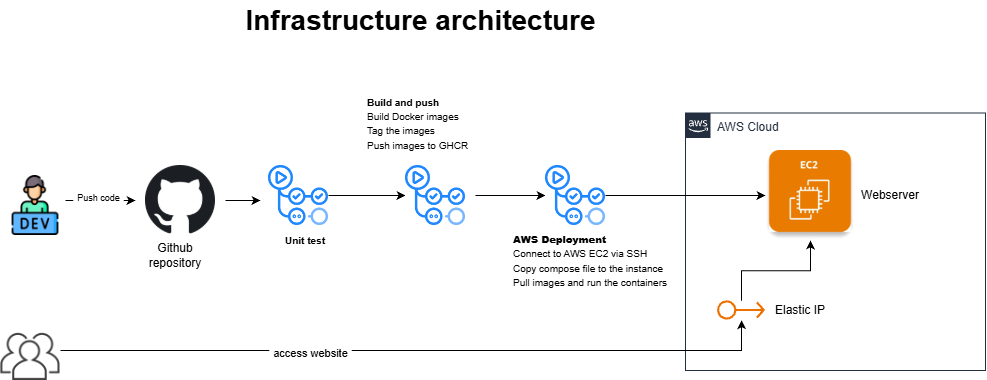 Infrastructure architecture
Build and push
Build Docker images
Tag the images
Push images to GHCR
aws
AWS Cloud
EC2
Webserver
Push code
DEV
Github
repository
Unit test
AWS Deployment
Connect to AWS EC2 via SSH
Copy compose file to the instance
Pull images and run the containers
Elastic IP
access website